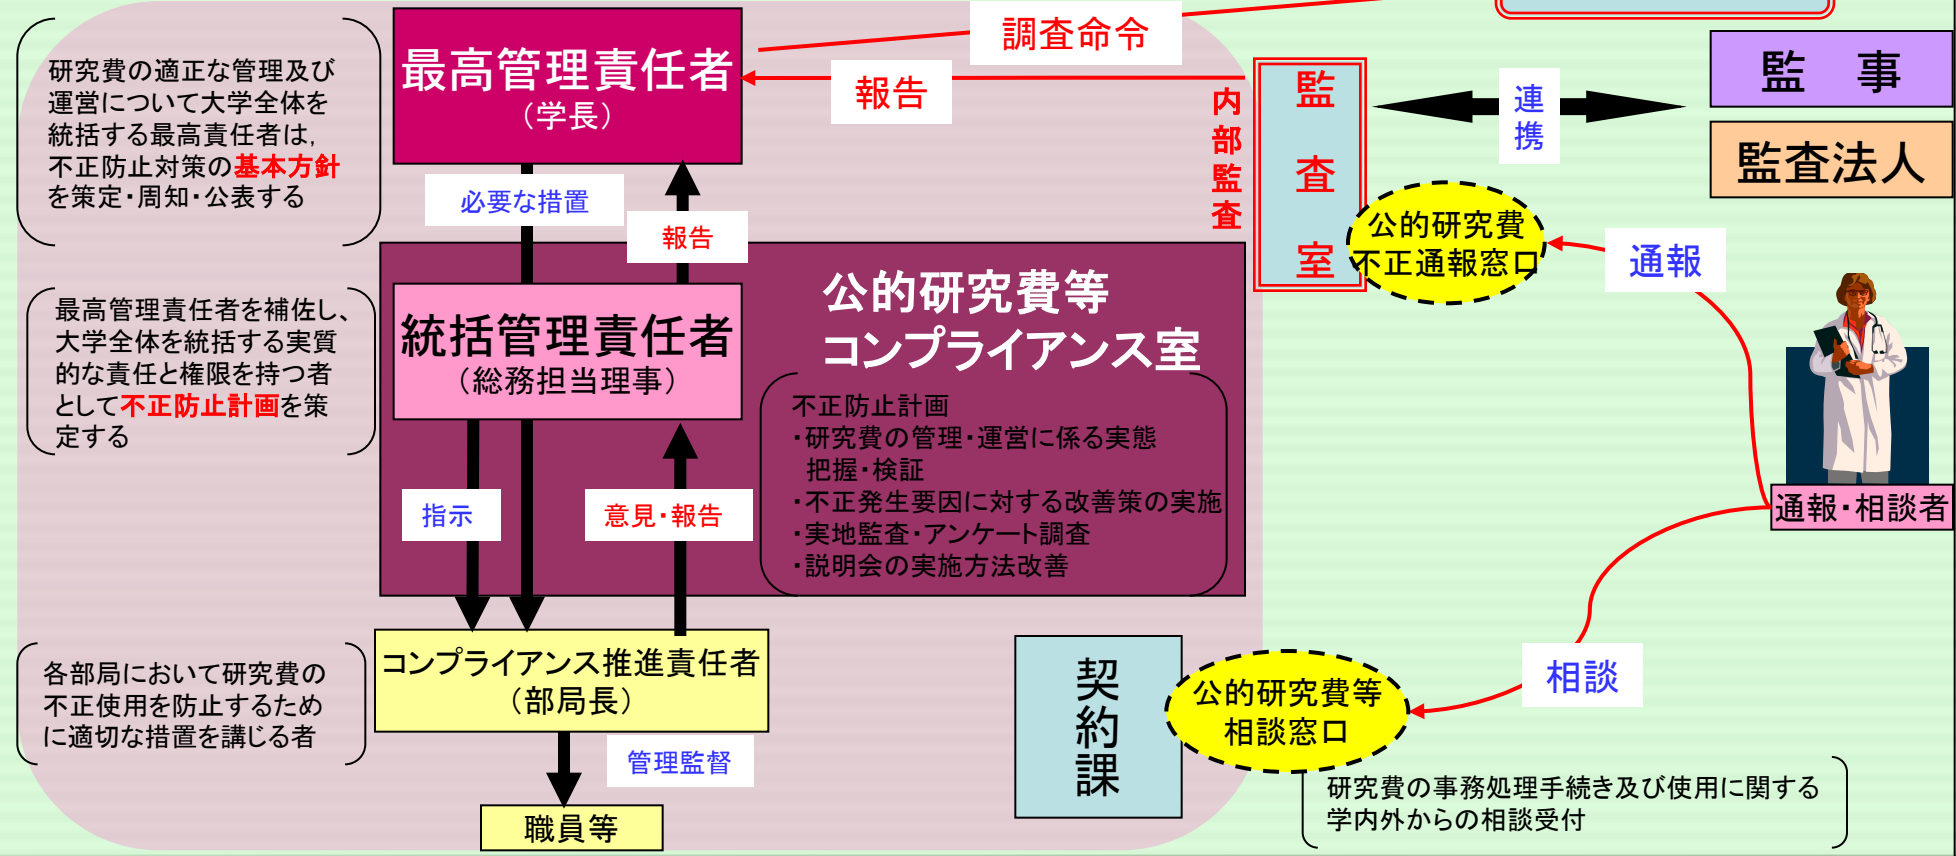 調査命令
最高管理責任者
（学長）
報告
研究費の適正な管理及び
運営について大学全体を
統括する最高責任者は，
不正防止対策の基本方針
を策定・周知・公表する
内部監査
監査室
連携
監　事
監査法人
必要な措置
報告
公的研究費
不正通報窓口
通報
最高管理責任者を補佐し、
大学全体を統括する実質
的な責任と権限を持つ者
として不正防止計画を策
定する
統括管理責任者
（総務担当理事）
公的研究費等
コンプライアンス室
不正防止計画
・研究費の管理・運営に係る実態
把握・検証
・不正発生要因に対する改善策の実施
・実地監査・アンケート調査
・説明会の実施方法改善
指示
意見・報告
通報・相談者
各部局において研究費の
不正使用を防止するため
に適切な措置を講じる者
コンプライアンス推進責任者
（部局長）
管理監督
職員等
契約課
公的研究費等
相談窓口
相談
研究費の事務処理手続き及び使用に関する
学内外からの相談受付